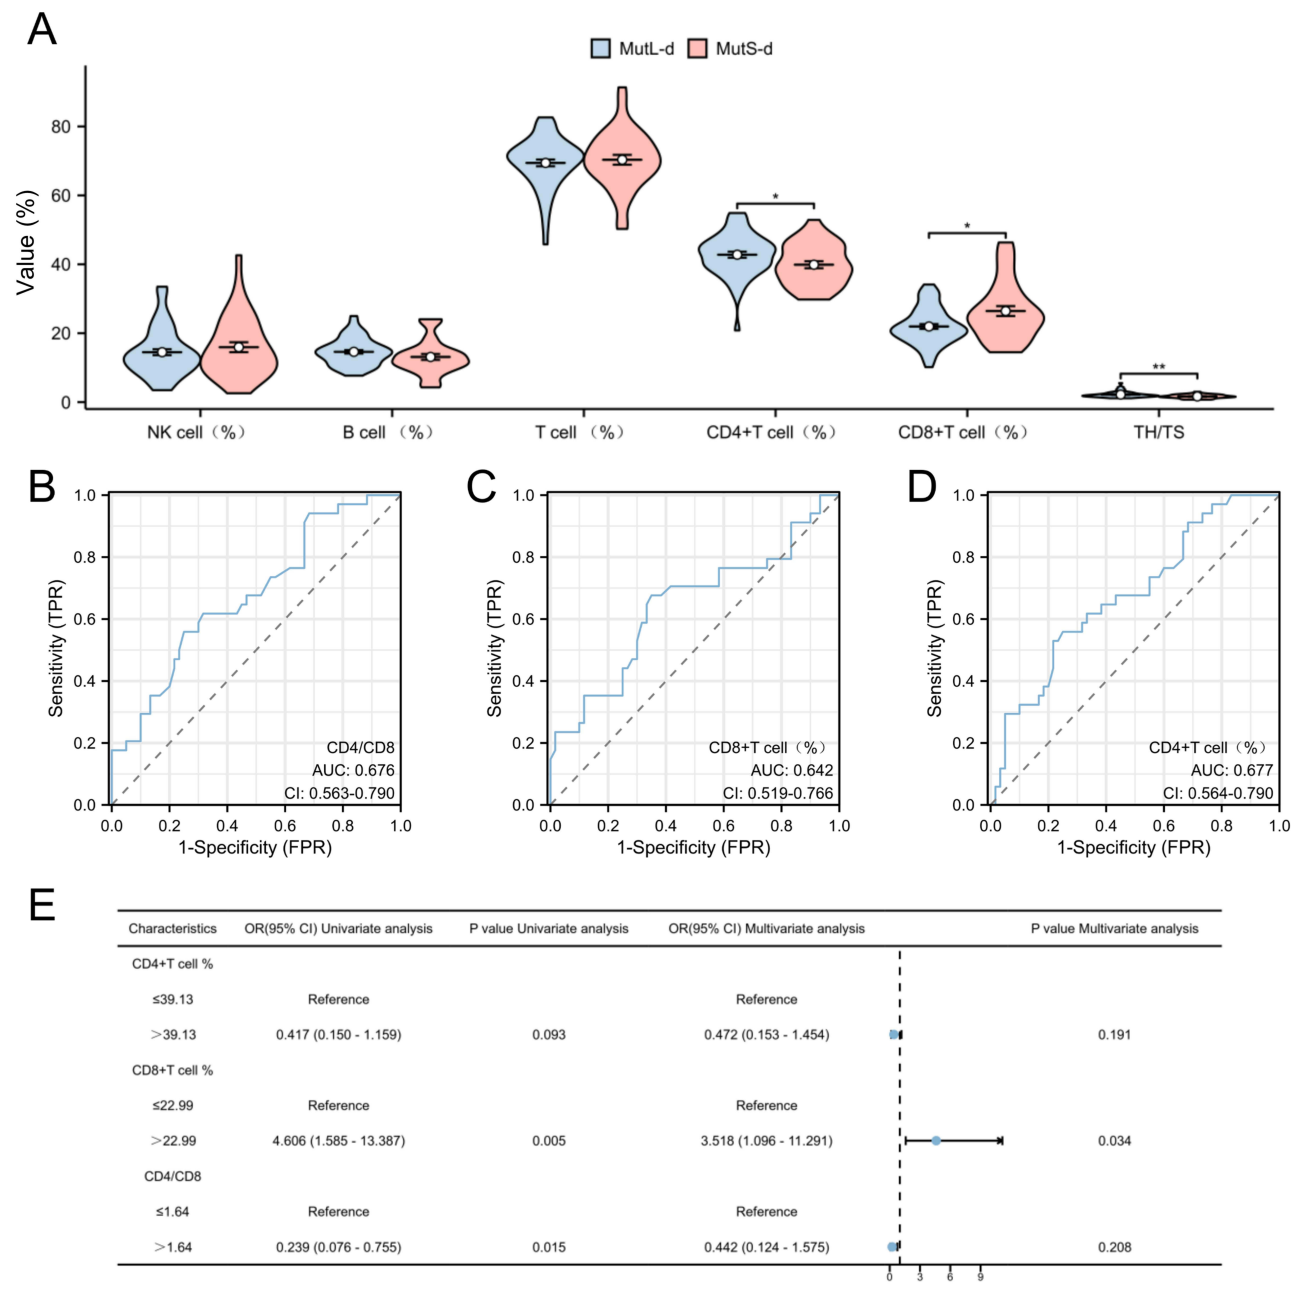 A
MutL-d MutS-d
Value (%)
80
60
40
20
0
NK cell（%） B cell （%） T cell （%） CD4+T cell（%） CD8+T cell（%） TH/TS
* * **
B
Sensitivity (TPR)
1.0
0.8
0.6
0.4
0.2
0.0
CD4/CD8
AUC: 0.676
CI: 0.563-0.790
0.0 0.2 0.4 0.6 0.8 1.0
1-Specificity (FPR)
C
Sensitivity (TPR)
1.0
0.8
0.6
0.4
0.2
0.0
CD8+T cell（%）
AUC: 0.642
CI: 0.519-0.766
0.0 0.2 0.4 0.6 0.8 1.0
1-Specificity (FPR)
D
Sensitivity (TPR)
1.0
0.8
0.6
0.4
0.2
0.0
CD4+T cell（%）
AUC: 0.677
CI: 0.564-0.790
0.0 0.2 0.4 0.6 0.8 1.0
1-Specificity (FPR)
E
Characteristics OR(95% CI) Univariate analysis P value Univariate analysis OR(95% CI) Multivariate analysis P value Multivariate analysis
CD4+T cell %
≤39.13 Reference Reference
＞39.13 0.417 (0.150 - 1.159) 0.093 0.472 (0.153 - 1.454) 0.191
CD8+T cell %
≤22.99 Reference Reference
＞22.99 4.606 (1.585 - 13.387) 0.005 3.518 (1.096 - 11.291) 0.034
CD4/CD8
≤1.64 Reference Reference
＞1.64 0.239 (0.076 - 0.755) 0.015 0.442 (0.124 - 1.575) 0.208
0 3 6 9